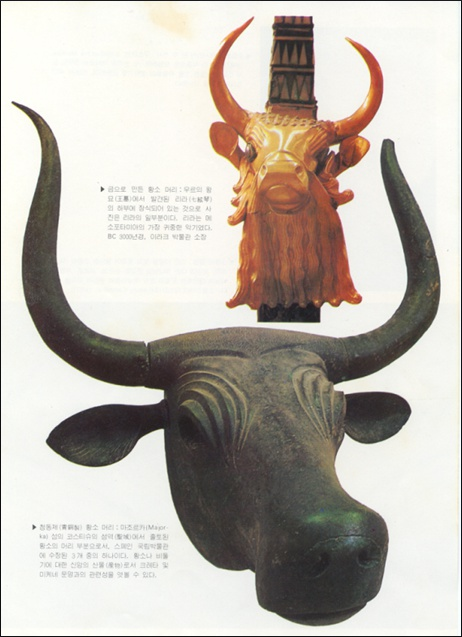 ▶ 금으로 만든 황소 머리 : 우르의 왕
묘(王墓)에서 발견된 리라(七絃琴)
의 하부에 장식되어 있는 것으로 사
진은 리라의 일부분이다. 리라는 메
소포타미아의 가장 귀중한 악기였다.
BC 3000년경, 이라크 박물관 소장
▶ 청동제(靑銅製) 황소 머리 : 마조르카(Major-
ka) 섬의 코스티슈의 성역(聖域)에서 출토된
황소의 머리 부분으로서, 스페인 국립박물관
에 수장된 3개 중의 하나이다. 황소나 비둘
기에 대한 신앙의 산물(産物)로서 크레타 및
미케네 문명과의 관련성을 엿볼 수 있다.